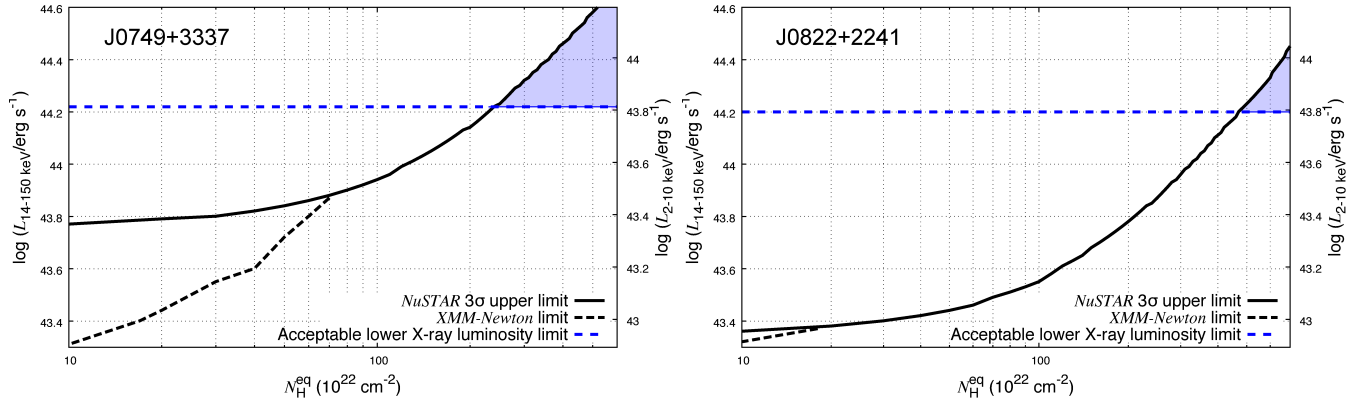 J0749+3337
44.6
44.4
44.2
44
43.8
43.6
43.4
log (L14-150 keV/erg s-1)
44
43.8
43.6
43.4
43.2
43
log (L2-10 keV/erg s-1)
NuSTAR 3σ upper limit
XMM-Newton limit
Acceptable lower X-ray luminosity limit
10
100
NHeq (1022 cm-2)
J0822+2241
44.6
44.4
44.2
44
43.8
43.6
43.4
log (L14-150 keV/erg s-1)
44
43.8
43.6
43.4
43.2
43
log (L2-10 keV/erg s-1)
NuSTAR 3σ upper limit
XMM-Newton limit
Acceptable lower X-ray luminosity limit
10
100
NHeq (1022 cm-2)